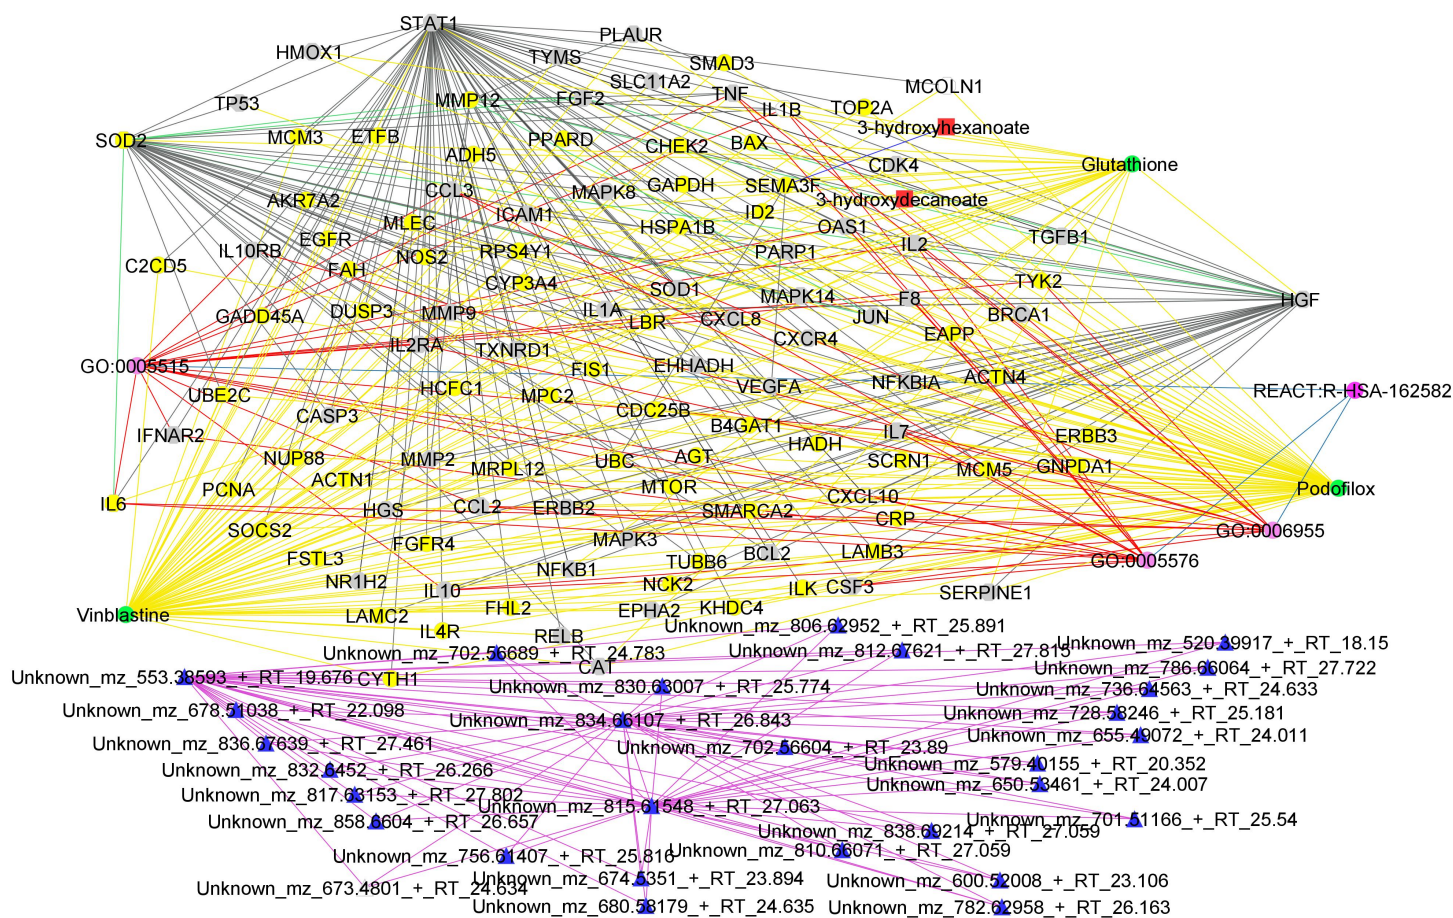 STAT1
PLAUR
HMOX1
TYMS
SMAD3
SLC11A2
MCOLN1
TNF
MMP12
FGF2
TP53
IL1B
TOP2A
3-hydroxyhexanoate
SOD2
MCM3
ETFB
PPARD
CHEK2
BAX
ADH5
CDK4
Glutathione
CCL3
MAPK8
GAPDH
SEMA3F
AKR7A2
3-hydroxydecanoate
MLEC
ICAM1
ID2
HSPA1B
OAS1
EGFR
TGFB1
IL10RB
NOS2
RPS4Y1
PARP1
IL2
C2CD5
FAH
CYP3A4
SOD1
TYK2
MAPK14
F8
HGF
GADD45A
DUSP3
MMP9
IL1A
LBR
CXCL8
JUN
BRCA1
EAPP
CXCR4
IL2RA
TXNRD1
GO:0005515
FIS1
EHHADH
VEGFA
NFKBIA
ACTN4
REACT:R-HSA-162582
UBE2C
HCFC1
MPC2
CASP3
CDC25B
B4GAT1
IFNAR2
HADH
IL7
ERBB3
NUP88
MMP2
MRPL12
UBC
AGT
SCRN1
MCM5
GNPDA1
PCNA
ACTN1
MTOR
Podofilox
IL6
HGS
CCL2
ERBB2
SMARCA2
CXCL10
CRP
SOCS2
GO:0006955
FSTL3
FGFR4
MAPK3
BCL2
LAMB3
TUBB6
GO:0005576
NR1H2
NFKB1
IL10
NCK2
ILK
CSF3
SERPINE1
Vinblastine
LAMC2
FHL2
EPHA2
KHDC4
IL4R
RELB
Unknown_mz_806.62952_+_RT_25.891
Unknown_mz_520.39917_+_RT_18.15
Unknown_mz_702.56689_+_RT_24.783
Unknown_mz_812.67621_+_RT_27.818
CAT
Unknown_mz_786.66064_+_RT_27.722
Unknown_mz_553.38593_+_RT_19.676
CYTH1
Unknown_mz_830.63007_+_RT_25.774
Unknown_mz_736.64563_+_RT_24.633
Unknown_mz_678.51038_+_RT_22.098
Unknown_mz_834.66107_+_RT_26.843
Unknown_mz_728.58246_+_RT_25.181
Unknown_mz_655.49072_+_RT_24.011
Unknown_mz_836.67639_+_RT_27.461
Unknown_mz_702.56604_+_RT_23.89
Unknown_mz_579.40155_+_RT_20.352
Unknown_mz_832.6452_+_RT_26.266
Unknown_mz_650.53461_+_RT_24.007
Unknown_mz_817.63153_+_RT_27.802
Unknown_mz_815.61548_+_RT_27.063
Unknown_mz_858.6604_+_RT_26.657
Unknown_mz_701.51166_+_RT_25.54
Unknown_mz_838.69214_+_RT_27.059
Unknown_mz_810.66071_+_RT_27.059
Unknown_mz_756.61407_+_RT_25.816
Unknown_mz_674.5351_+_RT_23.894
Unknown_mz_600.52008_+_RT_23.106
Unknown_mz_673.4801_+_RT_24.634
Unknown_mz_680.58179_+_RT_24.635
Unknown_mz_782.62958_+_RT_26.163